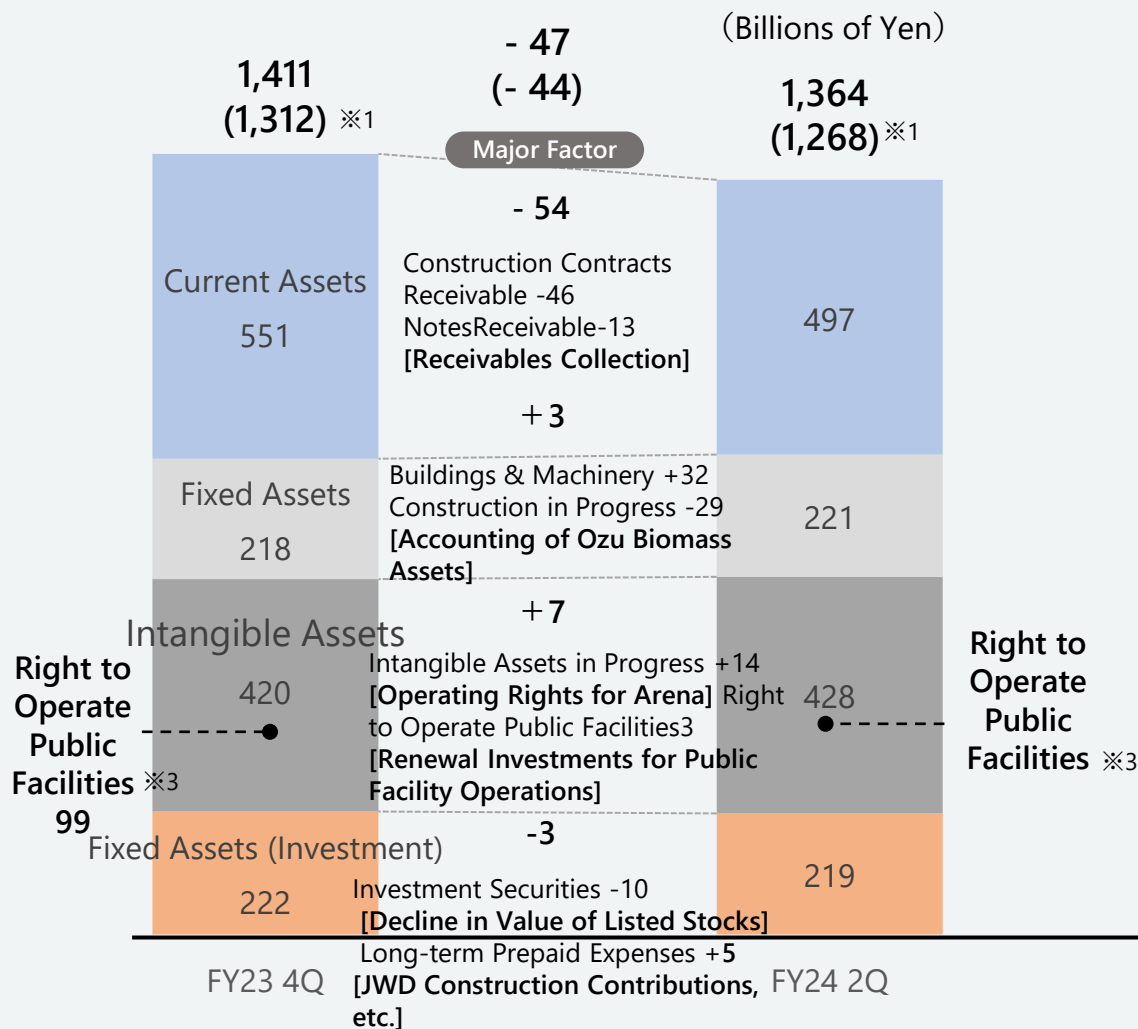 （Billions of Yen）
1,411
(1,312) ※1
- 47
(- 44)
1,364
(1,268)※1
Major Factor
Current Assets
551
- 54
Construction Contracts
Receivable -46
NotesReceivable-13
[Receivables Collection]
497
Fixed Assets
218
＋3
Buildings & Machinery +32
Construction in Progress -29
[Accounting of Ozu Biomass
Assets]
221
Intangible Assets
420
Right to
Operate
Public
Facilities ※3
99
＋7
Intangible Assets in Progress +14
[Operating Rights for Arena] Right
to Operate Public Facilities3
[Renewal Investments for Public
Facility Operations]
428
Right to
Operate
Public
Facilities ※3
Fixed Assets (Investment)
222
-3
Investment Securities -10
[Decline in Value of Listed Stocks]
Long-term Prepaid Expenses +5
[JWD Construction Contributions,
etc.]
219
FY23 4Q
FY24 2Q